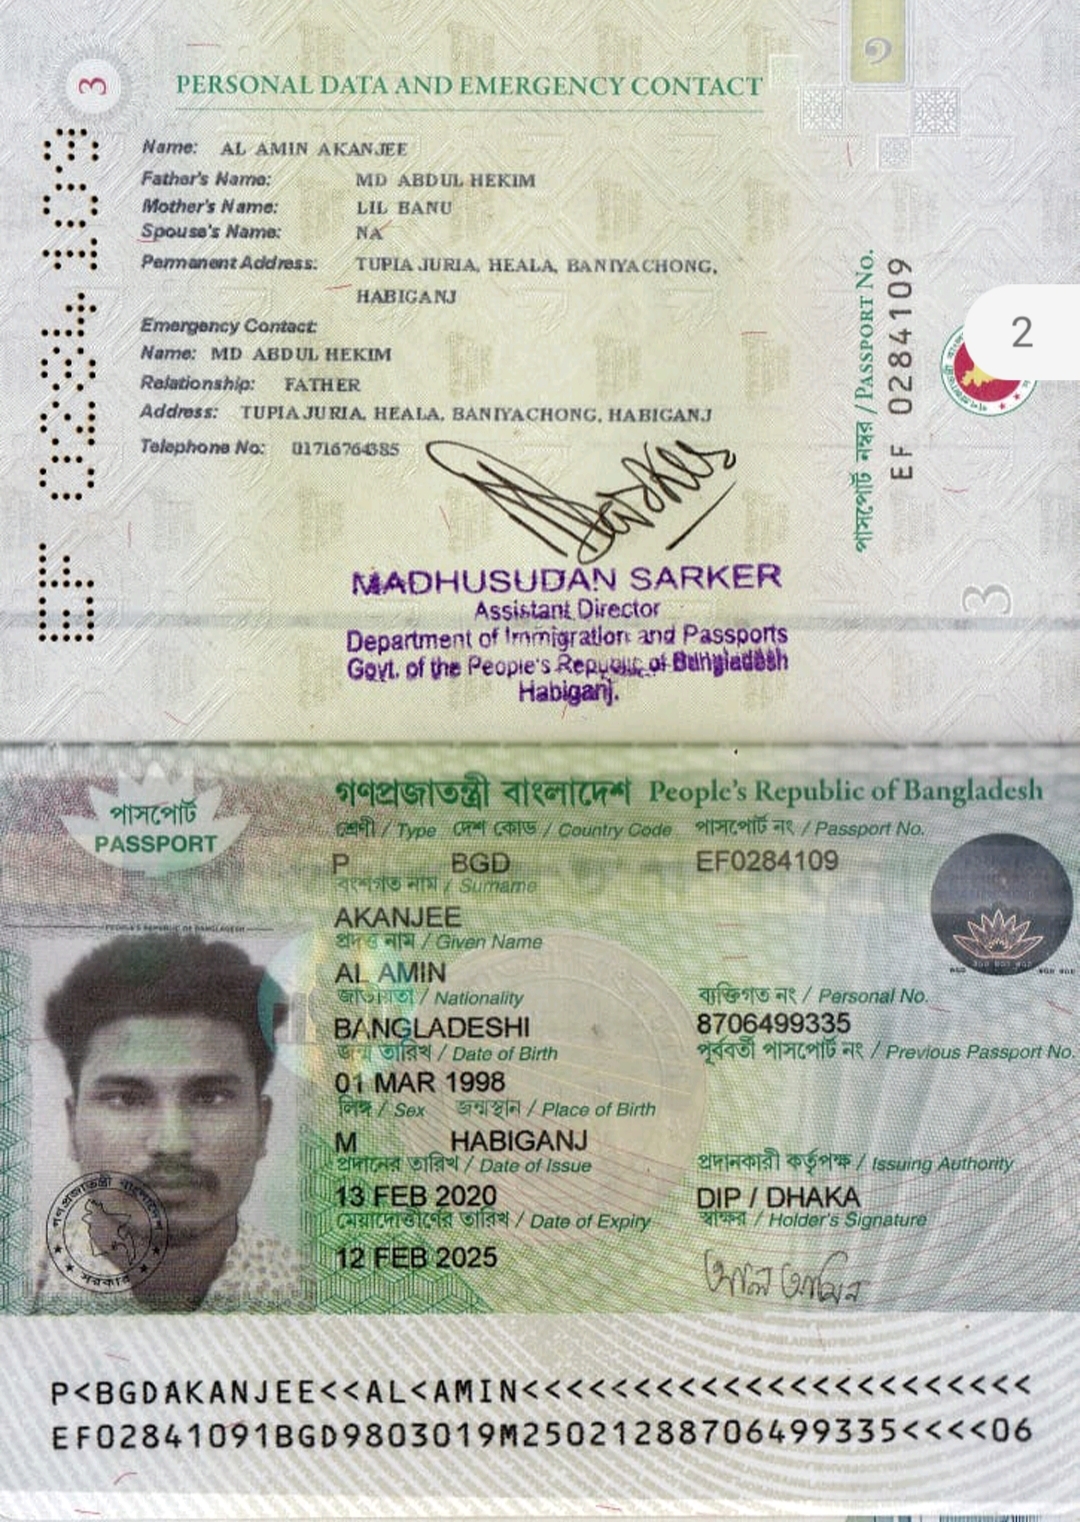 3
PERSONAL DATA AND EMERGENCY CONTACT
Name: AL AMIN AKANJEE
Father's Name: MD ABDUL HEKIM
Mother's Name: LIL BANU
Spouse's Name: NA
Permanent Address: TUPIA JURIA, HEALA, BANIYACHONG,
HABIGANJ
Emergency Contact:
Name: MD ABDUL HEKIM
Relationship: FATHER
Address: TUPIA JURIA, HEALA, BANIYACHONG, HABIGANJ
Telephone No: 01716764385
EF 0284109
পাসপোর্ট নম্বর / PASSPORT No.
EF 0284109
2
3
MADHUSUDAN SARKER
Assistant Director
Department of Immigration and Passports
Govt. of the People's Republic of Bangladesh
Habiganj.
পাসপোর্ট
PASSPORT
গণপ্রজাতন্ত্রী বাংলাদেশ People's Republic of Bangladesh
শ্রেণী / Type দেশ কোড / Country Code পাসপোর্ট নং / Passport No.
P BGD EF0284109
বংশগত নাম / Surname
AKANJEE
প্রদত্ত নাম / Given Name
AL AMIN
জাতীয়তা / Nationality ব্যক্তিগত নং / Personal No.
BANGLADESHI 8706499335
জন্ম তারিখ / Date of Birth পূর্ববর্তী পাসপোর্ট নং / Previous Passport No.
01 MAR 1998
লিঙ্গ / Sex জন্মস্থান / Place of Birth
M HABIGANJ
প্রদানের তারিখ / Date of Issue প্রদানকারী কর্তৃপক্ষ / Issuing Authority
13 FEB 2020 DIP / DHAKA
মেয়াদোত্তীর্ণের তারিখ / Date of Expiry স্বাক্ষর / Holder's Signature
12 FEB 2025
আল আমিন
গণপ্রজাতন্ত্রী বাংলাদেশ
সরকার
P<BGDAKANJEE<<AL<AMIN<<<<<<<<<<<<<<<<<<<<<<<
EF02841091BGD9803019M25021288706499335<<<<06